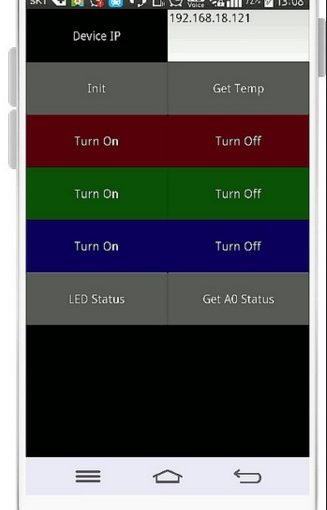 SKT 72% 13:08
192.168.18.121
Device IP
Init Get Temp
Turn On Turn Off
Turn On Turn Off
Turn On Turn Off
LED Status Get A0 Status